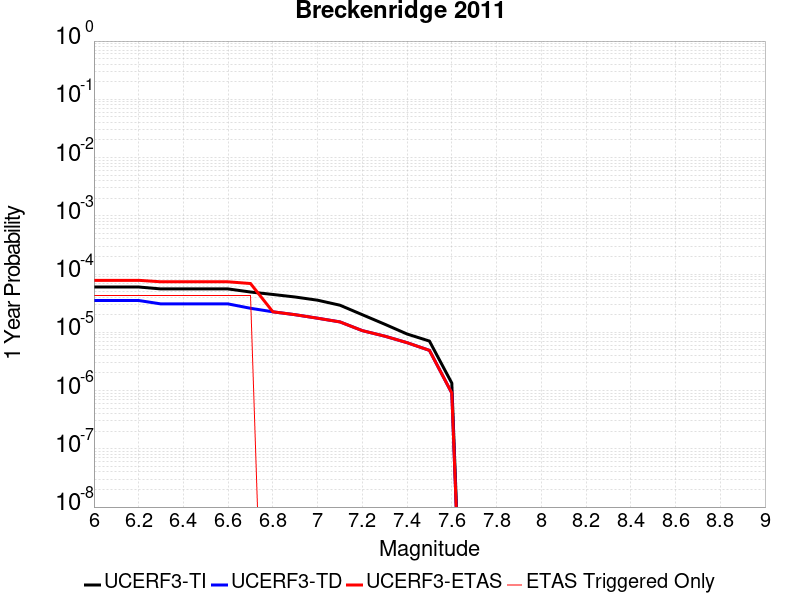 Breckenridge 2011
1 Year Probability
10^0
10^-1
10^-2
10^-3
10^-4
10^-5
10^-6
10^-7
10^-8
6 6.2 6.4 6.6 6.8 7 7.2 7.4 7.6 7.8 8 8.2 8.4 8.6 8.8 9
Magnitude
UCERF3-TI UCERF3-TD UCERF3-ETAS ETAS Triggered Only